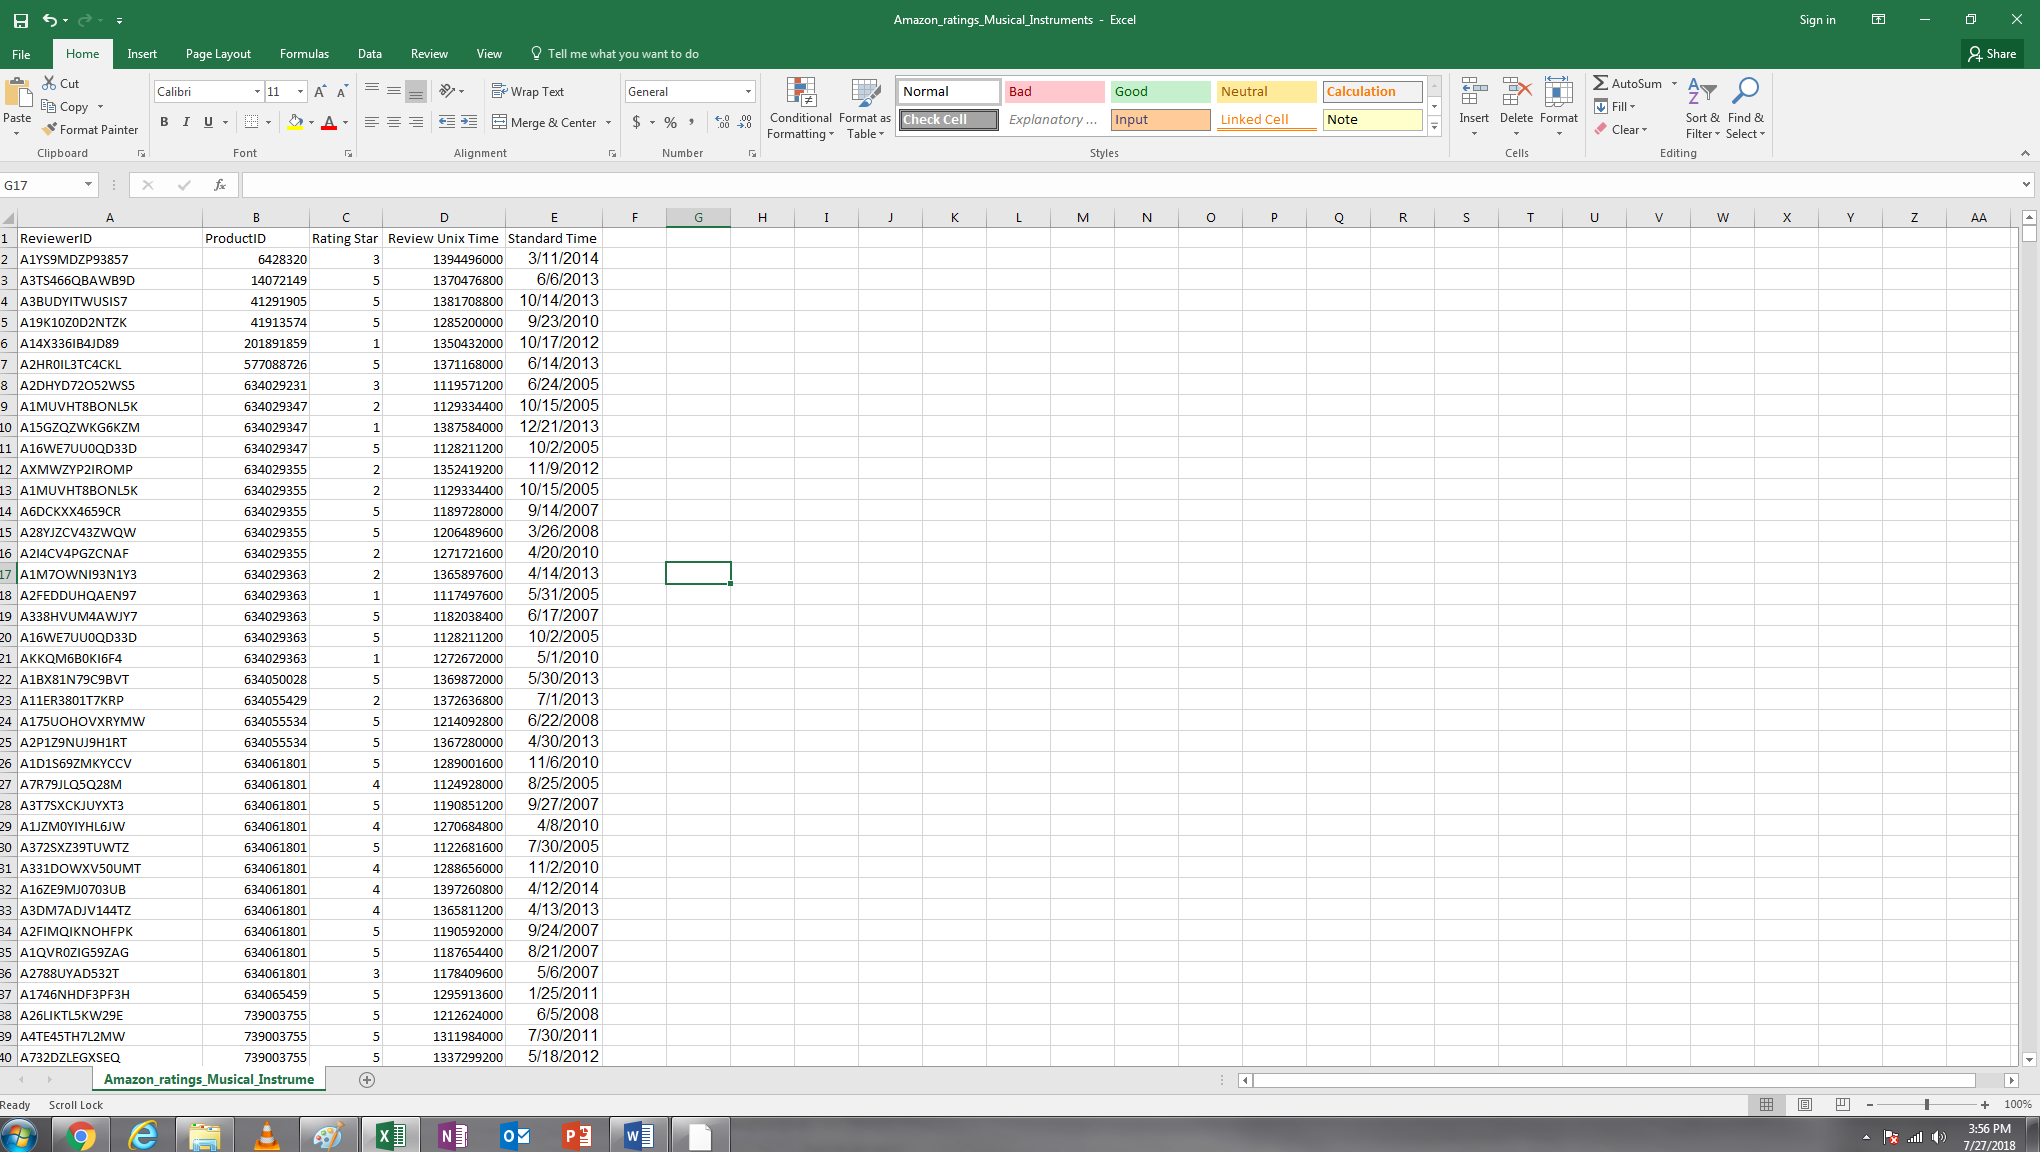 Amazon_ratings_Musical_Instruments - Excel
Sign in
File Home Insert Page Layout Formulas Data Review View Tell me what you want to do Share
Paste Cut Copy Format Painter Clipboard
Calibri 11 B I U A Font
Wrap Text Merge & Center Alignment
General $ % Number
Conditional Formatting Format as Table
Normal Bad Good Neutral Calculation
Check Cell Explanatory ... Input Linked Cell Note
Styles
Insert Delete Format Cells
AutoSum Fill Clear Sort & Filter Find & Select Editing
G17 fx
A B C D E F G H I J K L M N O P Q R S T U V W X Y Z AA
1 ReviewerID ProductID Rating Star Review Unix Time Standard Time
2 A1YS9MDZP93857 6428320 3 1394496000 3/11/2014
3 A3TS466QBAWB9D 14072149 5 1370476800 6/6/2013
4 A3BUDYITWUSIS7 41291905 5 1381708800 10/14/2013
5 A19K10Z0D2NTZK 41913574 5 1285200000 9/23/2010
6 A14X336IB4JD89 201891859 1 1350432000 10/17/2012
7 A2HR0IL3TC4CKL 577088726 5 1371168000 6/14/2013
8 A2DHYD72O52WS5 634029231 3 1119571200 6/24/2005
9 A1MUVHT8BONL5K 634029347 2 1129334400 10/15/2005
10 A15GZQZWKG6KZM 634029347 1 1387584000 12/21/2013
11 A16WE7UU0QD33D 634029347 5 1128211200 10/2/2005
12 AXMWZYP2IROMP 634029355 2 1352419200 11/9/2012
13 A1MUVHT8BONL5K 634029355 2 1129334400 10/15/2005
14 A6DCKXX4659CR 634029355 5 1189728000 9/14/2007
15 A28YJZCV43ZWQW 634029355 5 1206489600 3/26/2008
16 A2I4CV4PGZCNAF 634029355 2 1271721600 4/20/2010
17 A1M7OWNI93N1Y3 634029363 2 1365897600 4/14/2013
18 A2FEDDUHQAEN97 634029363 1 1117497600 5/31/2005
19 A338HVUM4AWJY7 634029363 5 1182038400 6/17/2007
20 A16WE7UU0QD33D 634029363 5 1128211200 10/2/2005
21 AKKQM6B0KI6F4 634029363 1 1272672000 5/1/2010
22 A1BX81N79C9BVT 634050028 5 1369872000 5/30/2013
23 A11ER3801T7KRP 634055429 2 1372636800 7/1/2013
24 A175UOHOVXRYMW 634055534 5 1214092800 6/22/2008
25 A2P1Z9NUJ9H1RT 634055534 5 1367280000 4/30/2013
26 A1D1S69ZMKYCCV 634061801 5 1289001600 11/6/2010
27 A7R79JLQ5Q28M 634061801 4 1124928000 8/25/2005
28 A3T7SXCKJUYXT3 634061801 5 1190851200 9/27/2007
29 A1JZM0YIYHL6JW 634061801 4 1270684800 4/8/2010
30 A372SXZ39TUWTZ 634061801 5 1122681600 7/30/2005
31 A331DOWXV50UMT 634061801 4 1288656000 11/2/2010
32 A16ZE9MJ0703UB 634061801 4 1397260800 4/12/2014
33 A3DM7ADJV144TZ 634061801 4 1365811200 4/13/2013
34 A2FIMQIKNOHFPK 634061801 5 1190592000 9/24/2007
35 A1QVR0ZIG59ZAG 634061801 5 1187654400 8/21/2007
36 A2788UYAD532T 634061801 3 1178409600 5/6/2007
37 A1746NHDF3PF3H 634065459 5 1295913600 1/25/2011
38 A26LIKTL5KW29E 739003755 5 1212624000 6/5/2008
39 A4TE45TH7L2MW 739003755 5 1311984000 7/30/2011
40 A732DZLEGXSEQ 739003755 5 1337299200 5/18/2012
Amazon_ratings_Musical_Instrume
Ready Scroll Lock 100%
3:56 PM
7/27/2018